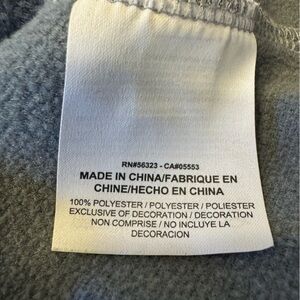 RN#56323 - CA#05553
MADE IN CHINA/FABRIQUE EN
CHINE/HECHO EN CHINA
100% POLYESTER / POLYESTER / POLIESTER
EXCLUSIVE OF DECORATION / DECORATION
NON COMPRISE / NO INCLUYE LA
DECORACION